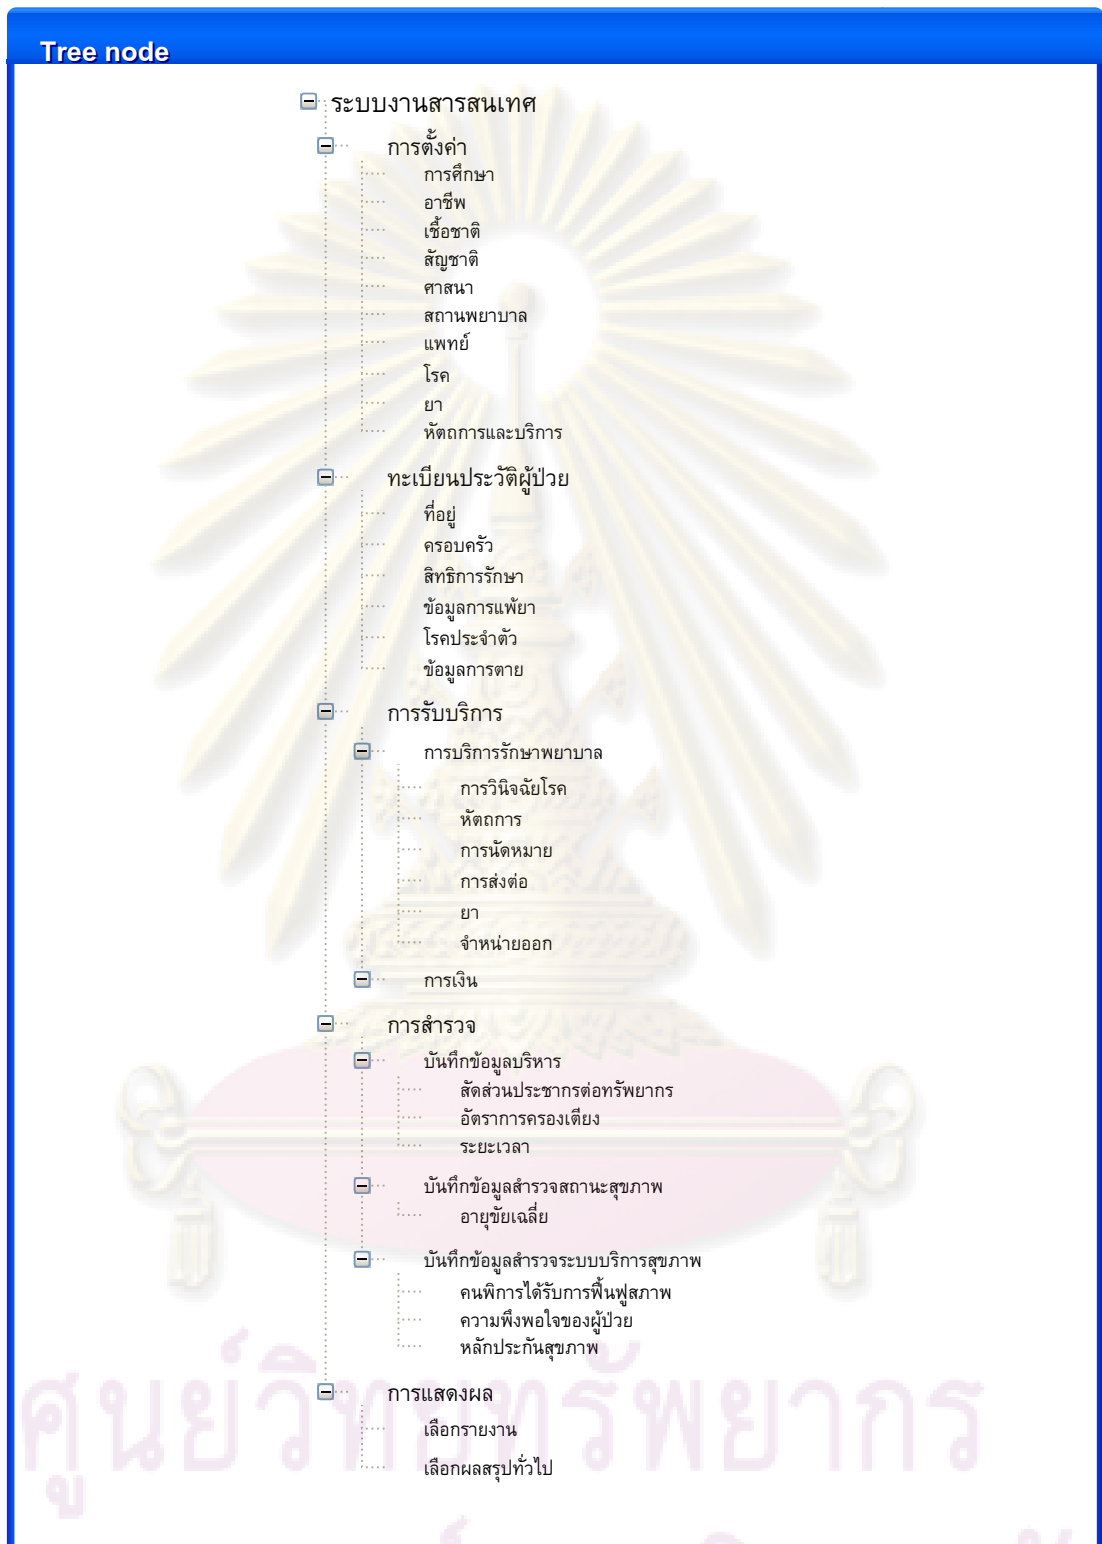 Tree node
ระบบงานสารสนเทศ
การตั้งค่า
การศึกษา
อาชีพ
เชื้อชาติ
สัญชาติ
ศาสนา
สถานพยาบาล
แพทย์
โรค
ยา
หัตถการและบริการ
ทะเบียนประวัติผู้ป่วย
ที่อยู่
ครอบครัว
สิทธิการรักษา
ข้อมูลการแพ้ยา
โรคประจำตัว
ข้อมูลการตาย
การรับบริการ
การบริการรักษาพยาบาล
การวินิจฉัยโรค
หัตถการ
การนัดหมาย
การส่งต่อ
ยา
จำหน่ายออก
การเงิน
การสำรวจ
บันทึกข้อมูลบริหาร
สัดส่วนประชากรต่อทรัพยากร
อัตราการครองเตียง
ระยะเวลา
บันทึกข้อมูลสำรวจสถานะสุขภาพ
อายุขัยเฉลี่ย
บันทึกข้อมูลสำรวจระบบบริการสุขภาพ
คนพิการได้รับการฟื้นฟูสภาพ
ความพึงพอใจของผู้ป่วย
หลักประกันสุขภาพ
การแสดงผล
เลือกรายงาน
เลือกผลสรุปทั่วไป
ศูนย์วิทยทรัพยากร